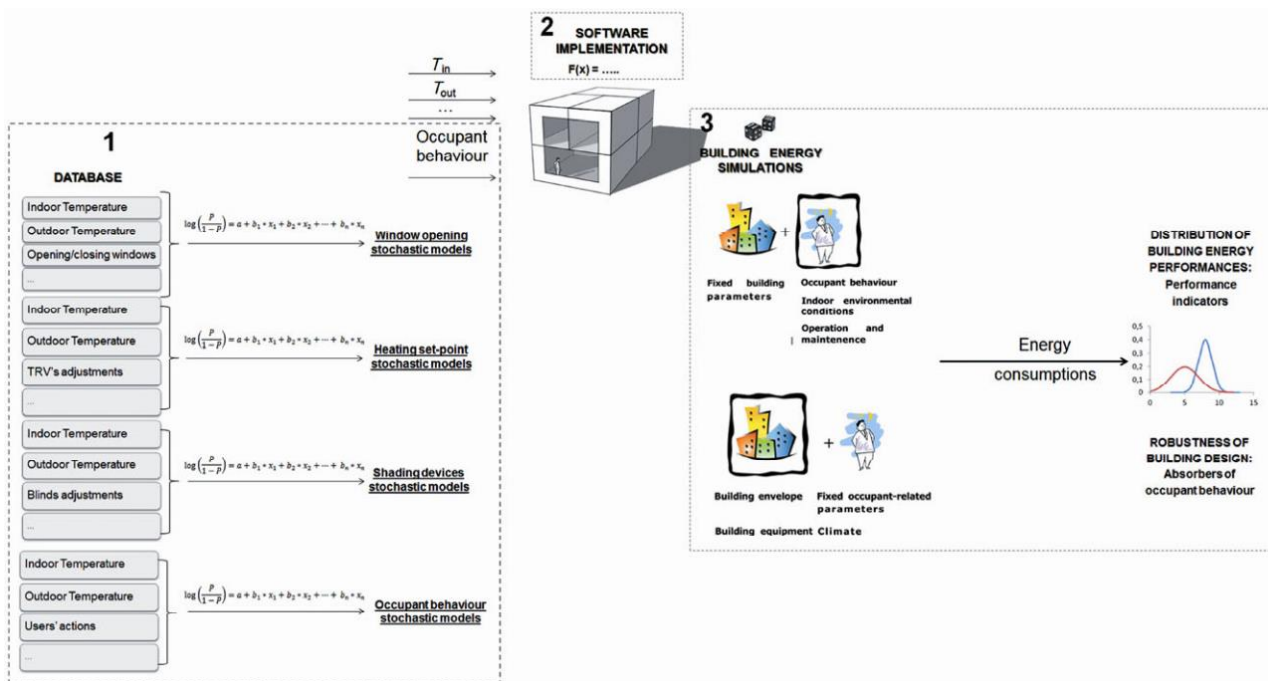 2
SOFTWARE
IMPLEMENTATION
F(x) = .....
T_in
T_out
...
Occupant
behaviour
1
DATABASE
Indoor Temperature
Outdoor Temperature
Opening/closing windows
...
log(P/(1−P)) = a + b₁ * x₁ + b₂ * x₂ + ⋯ + bₙ * xₙ
Window opening
stochastic models
Indoor Temperature
Outdoor Temperature
TRV's adjustments
...
log(P/(1−P)) = a + b₁ * x₁ + b₂ * x₂ + ⋯ + bₙ * xₙ
Heating set-point
stochastic models
Indoor Temperature
Outdoor Temperature
Blinds adjustments
...
log(P/(1−P)) = a + b₁ * x₁ + b₂ * x₂ + ⋯ + bₙ * xₙ
Shading devices
stochastic models
Indoor Temperature
Outdoor Temperature
Users' actions
...
log(P/(1−P)) = a + b₁ * x₁ + b₂ * x₂ + ⋯ + bₙ * xₙ
Occupant behaviour
stochastic models
3
BUILDING ENERGY
SIMULATIONS
+
Fixed building
parameters
Occupant behaviour
Indoor environmental
conditions
Operation and
maintenence
+
Building envelope
Fixed occupant-related
parameters
Building equipment Climate
Energy
consumptions
DISTRIBUTION OF
BUILDING ENERGY
PERFORMANCES:
Performance
indicators
0,5
0,4
0,3
0,2
0,1
0
0 5 10 15
ROBUSTNESS OF
BUILDING DESIGN:
Absorbers of
occupant behaviour